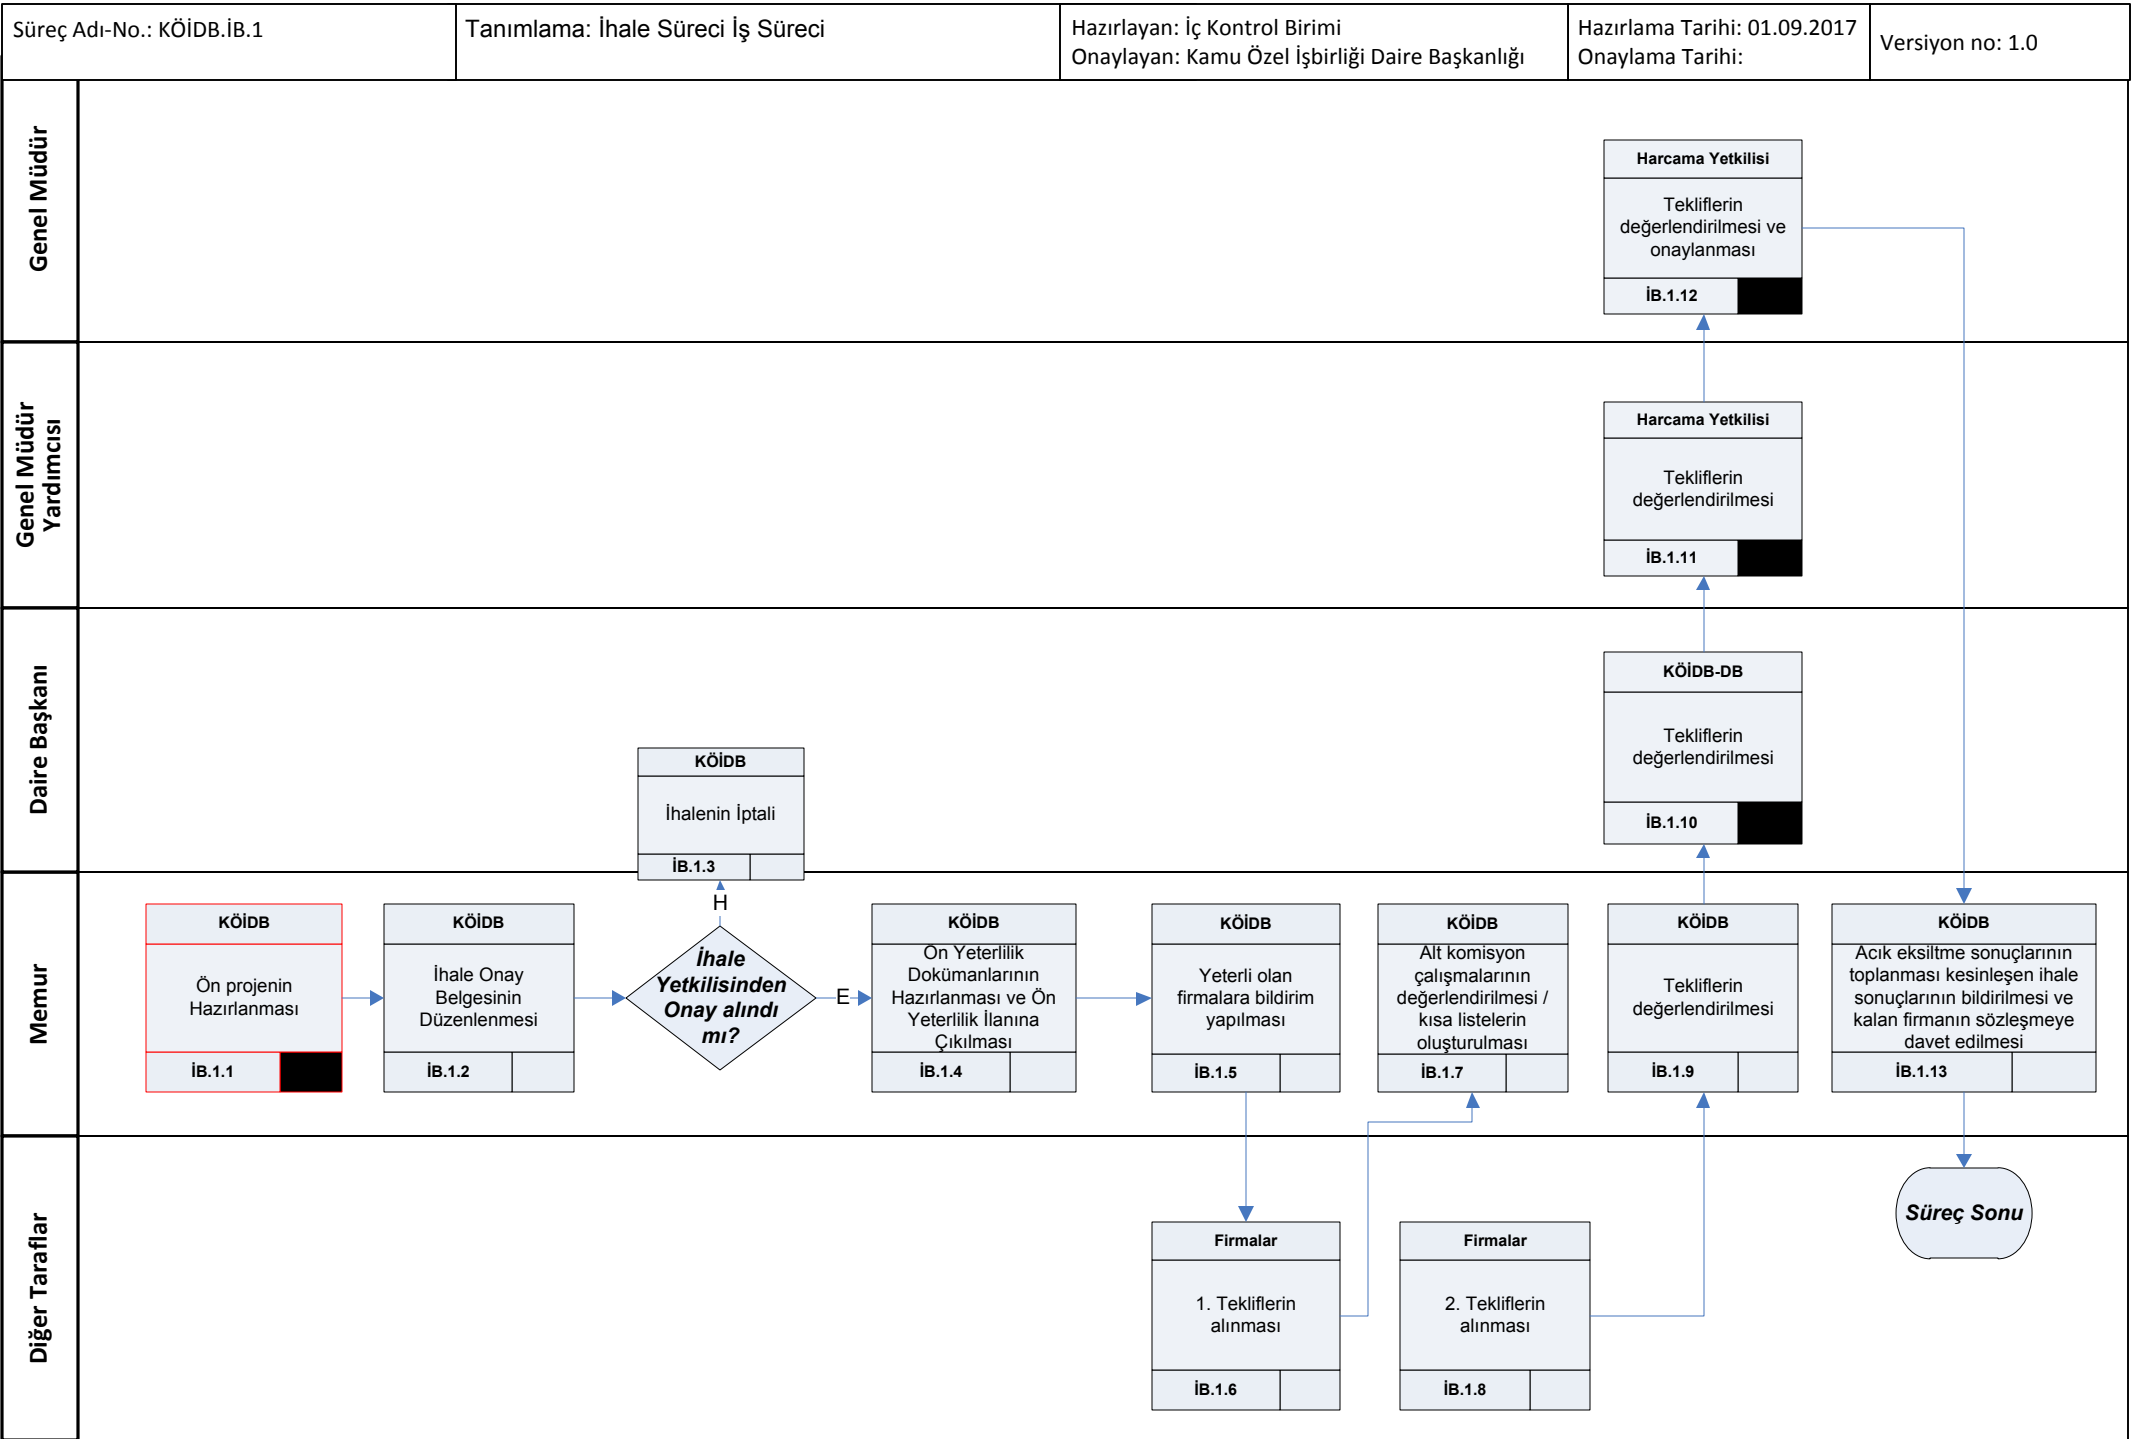 Süreç Adı-No.: KÖİDB.İB.1
Tanımlama: İhale Süreci İş Süreci
Hazırlayan: İç Kontrol Birimi
Onaylayan: Kamu Özel İşbirliği Daire Başkanlığı
Hazırlama Tarihi: 01.09.2017
Onaylama Tarihi:
Versiyon no: 1.0
Genel Müdür
Harcama Yetkilisi
Tekliflerin
değerlendirilmesi ve
onaylanması
İB.1.12
Genel Müdür
Yardımcısı
Harcama Yetkilisi
Tekliflerin
değerlendirilmesi
İB.1.11
Daire Başkanı
KÖİDB-DB
Tekliflerin
değerlendirilmesi
İB.1.10
KÖİDB
İhalenin İptali
İB.1.3
Memur
KÖİDB
Ön projenin
Hazırlanması
İB.1.1
KÖİDB
İhale Onay
Belgesinin
Düzenlenmesi
İB.1.2
H
İhale
Yetkilisinden
Onay alındı
mı?
E
KÖİDB
Ön Yeterlilik
Dokümanlarının
Hazırlanması ve Ön
Yeterlilik İlanına
Çıkılması
İB.1.4
KÖİDB
Yeterli olan
firmalara bildirim
yapılması
İB.1.5
KÖİDB
Alt komisyon
çalışmalarının
değerlendirilmesi /
kısa listelerin
oluşturulması
İB.1.7
KÖİDB
Tekliflerin
değerlendirilmesi
İB.1.9
KÖİDB
Acık eksiltme sonuçlarının
toplanması kesinleşen ihale
sonuçlarının bildirilmesi ve
kalan firmanın sözleşmeye
davet edilmesi
İB.1.13
Diğer Taraflar
Firmalar
1. Tekliflerin
alınması
İB.1.6
Firmalar
2. Tekliflerin
alınması
İB.1.8
Süreç Sonu